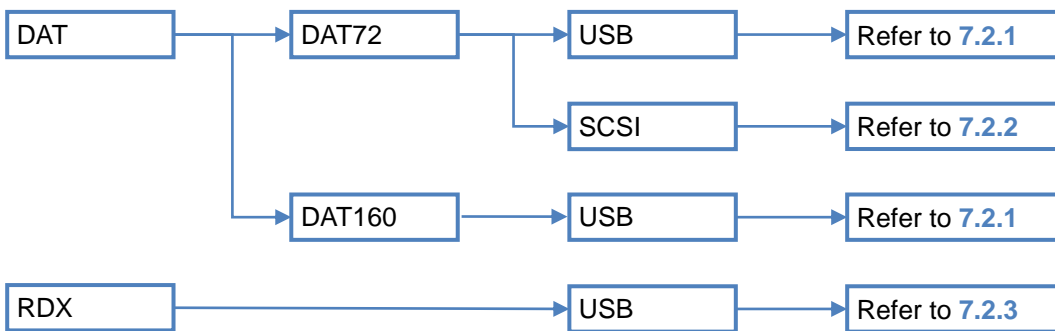 DAT DAT72 USB Refer to 7.2.1
SCSI Refer to 7.2.2
DAT160 USB Refer to 7.2.1
RDX USB Refer to 7.2.3